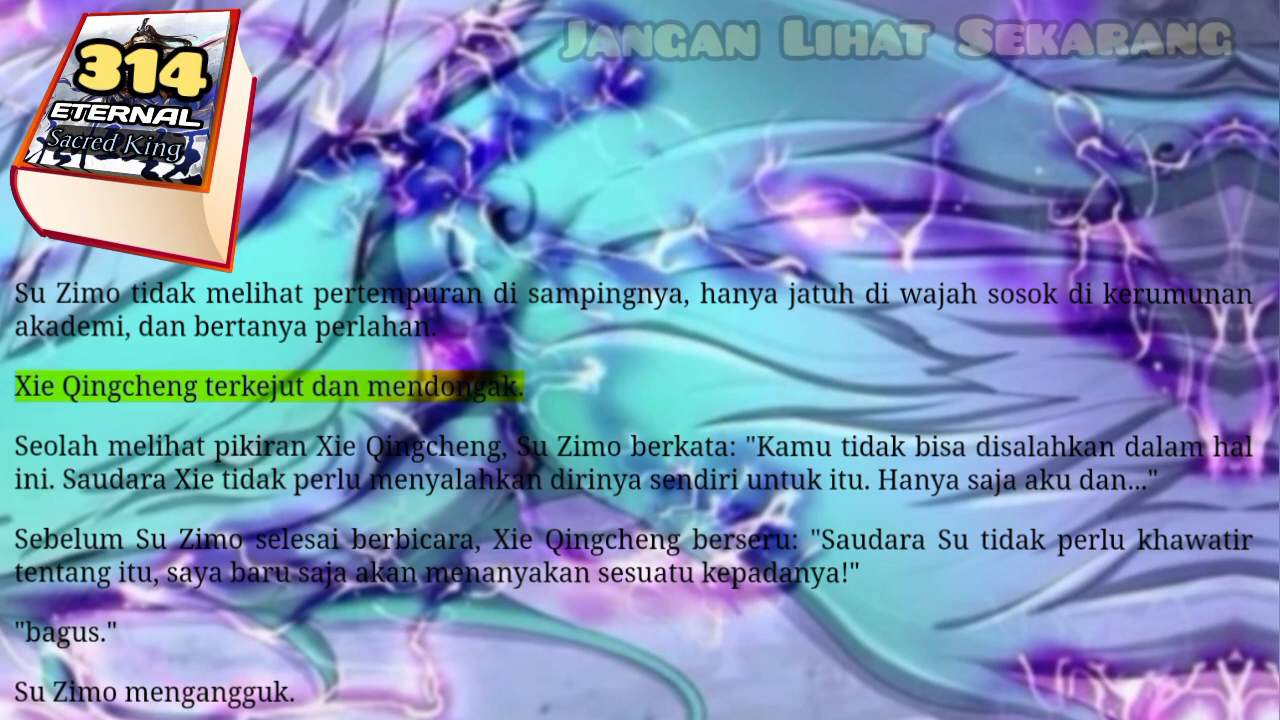 Jangan Lihat Sekarang
314
ETERNAL
Sacred King
Su Zimo tidak melihat pertempuran di sampingnya, hanya jatuh di wajah sosok di kerumunan
akademi, dan bertanya perlahan.
Xie Qingcheng terkejut dan mendongak.
Seolah melihat pikiran Xie Qingcheng, Su Zimo berkata: "Kamu tidak bisa disalahkan dalam hal
ini. Saudara Xie tidak perlu menyalahkan dirinya sendiri untuk itu. Hanya saja aku dan..."
Sebelum Su Zimo selesai berbicara, Xie Qingcheng berseru: "Saudara Su tidak perlu khawatir
tentang itu, saya baru saja akan menanyakan sesuatu kepadanya!"
"bagus."
Su Zimo mengangguk.